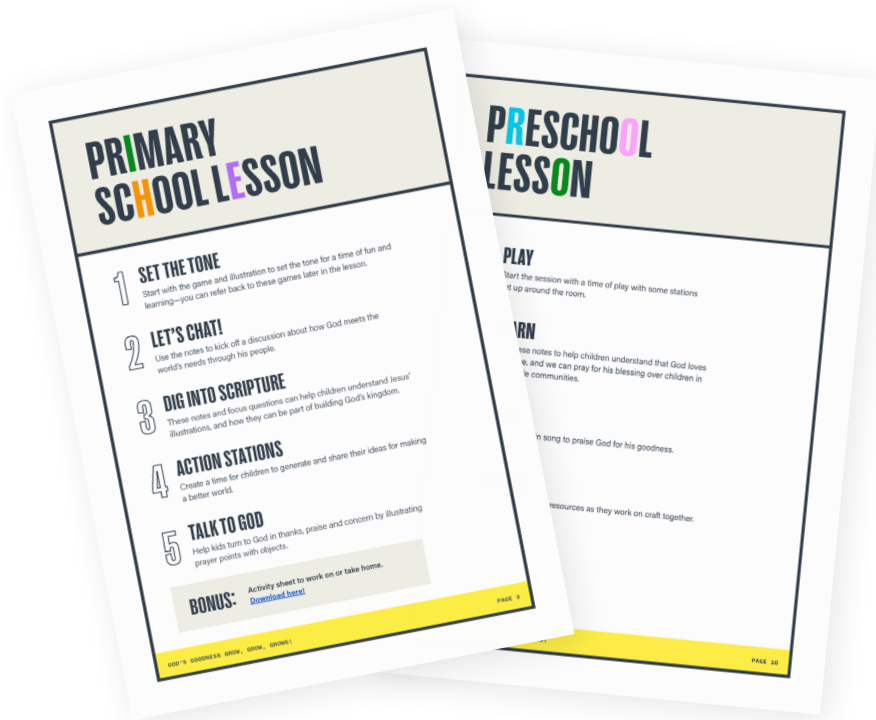 PRIMARY
SCHOOL LESSON
1 SET THE TONE
Start with the game and illustration to set the tone for a time of fun and
learning—you can refer back to these games later in the lesson.
2 LET'S CHAT!
Use the notes to kick off a discussion about how God meets the
world's needs through his people.
3 DIG INTO SCRIPTURE
These notes and focus questions can help children understand Jesus'
illustrations, and how they can be part of building God's kingdom.
4 ACTION STATIONS
Create a time for children to generate and share their ideas for making
a better world.
5 TALK TO GOD
Help kids turn to God in thanks, praise and concern by illustrating
prayer points with objects.
BONUS:
Activity sheet to work on or take home.
Download here!
GOD'S GOODNESS GROW, GROW, GROWS!
PAGE 5
PRESCHOOL
LESSON
PLAY
Start the session with a time of play with some stations
up around the room.
notes to help children understand that God loves
and we can pray for his blessing over children in
communities.
in song to praise God for his goodness.
resources as they work on craft together.
PAGE 10